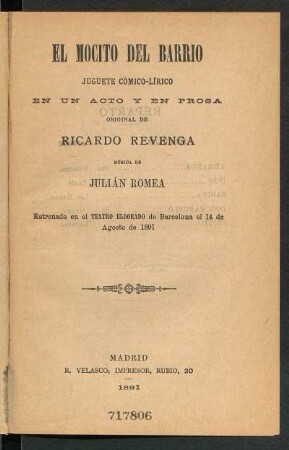 EL MOCITO DEL BARRIO
JUGUETE CÓMICO-LÍRICO
EN UN ACTO Y EN PROSA
ORIGINAL DE
RICARDO REVENGA
MÚSICA DE
JULIÁN ROMEA
Estrenado en el TEATRO ELDORADO de Barcelona el 14 de
Agosto de 1891
MADRID
R. VELASCO, IMPRESOR, RUBIO, 20
1891
717806